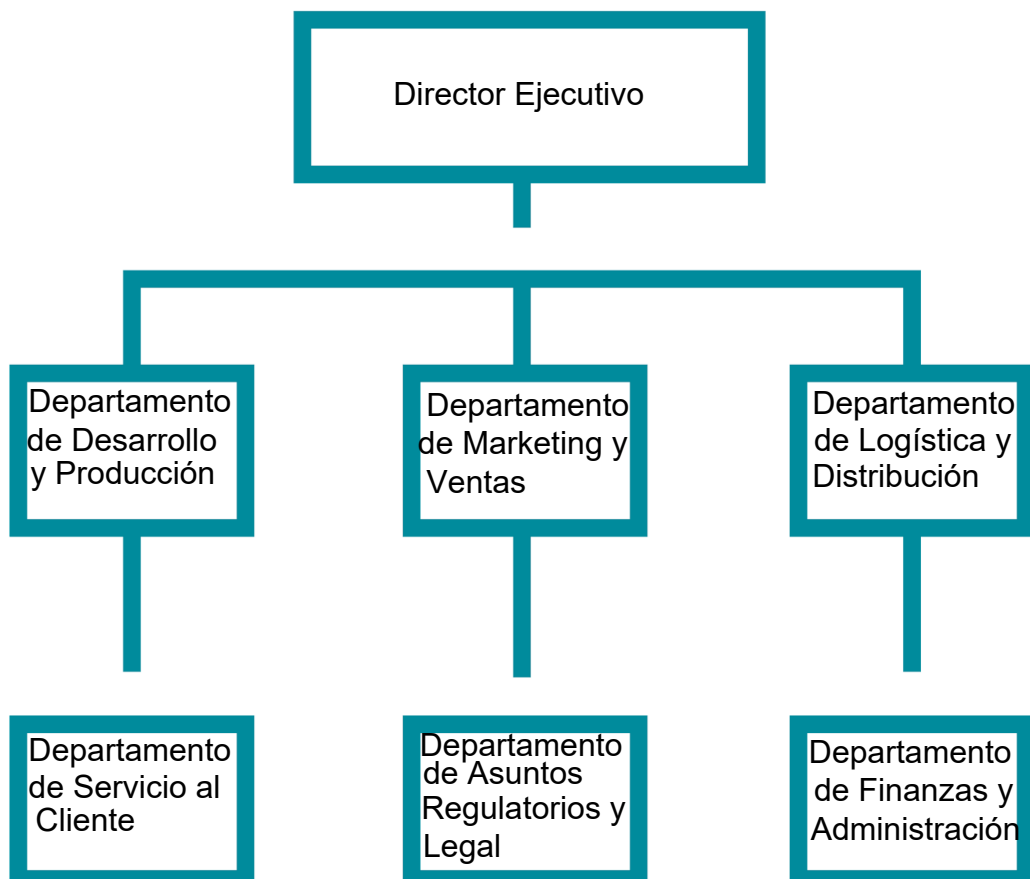 Director Ejecutivo
Departamento
de Desarrollo
y Producción
Departamento
de Marketing y
Ventas
Departamento
de Logística y
Distribución
Departamento
de Servicio al
Cliente
Departamento
de Asuntos
Regulatorios y
Legal
Departamento
de Finanzas y
Administración